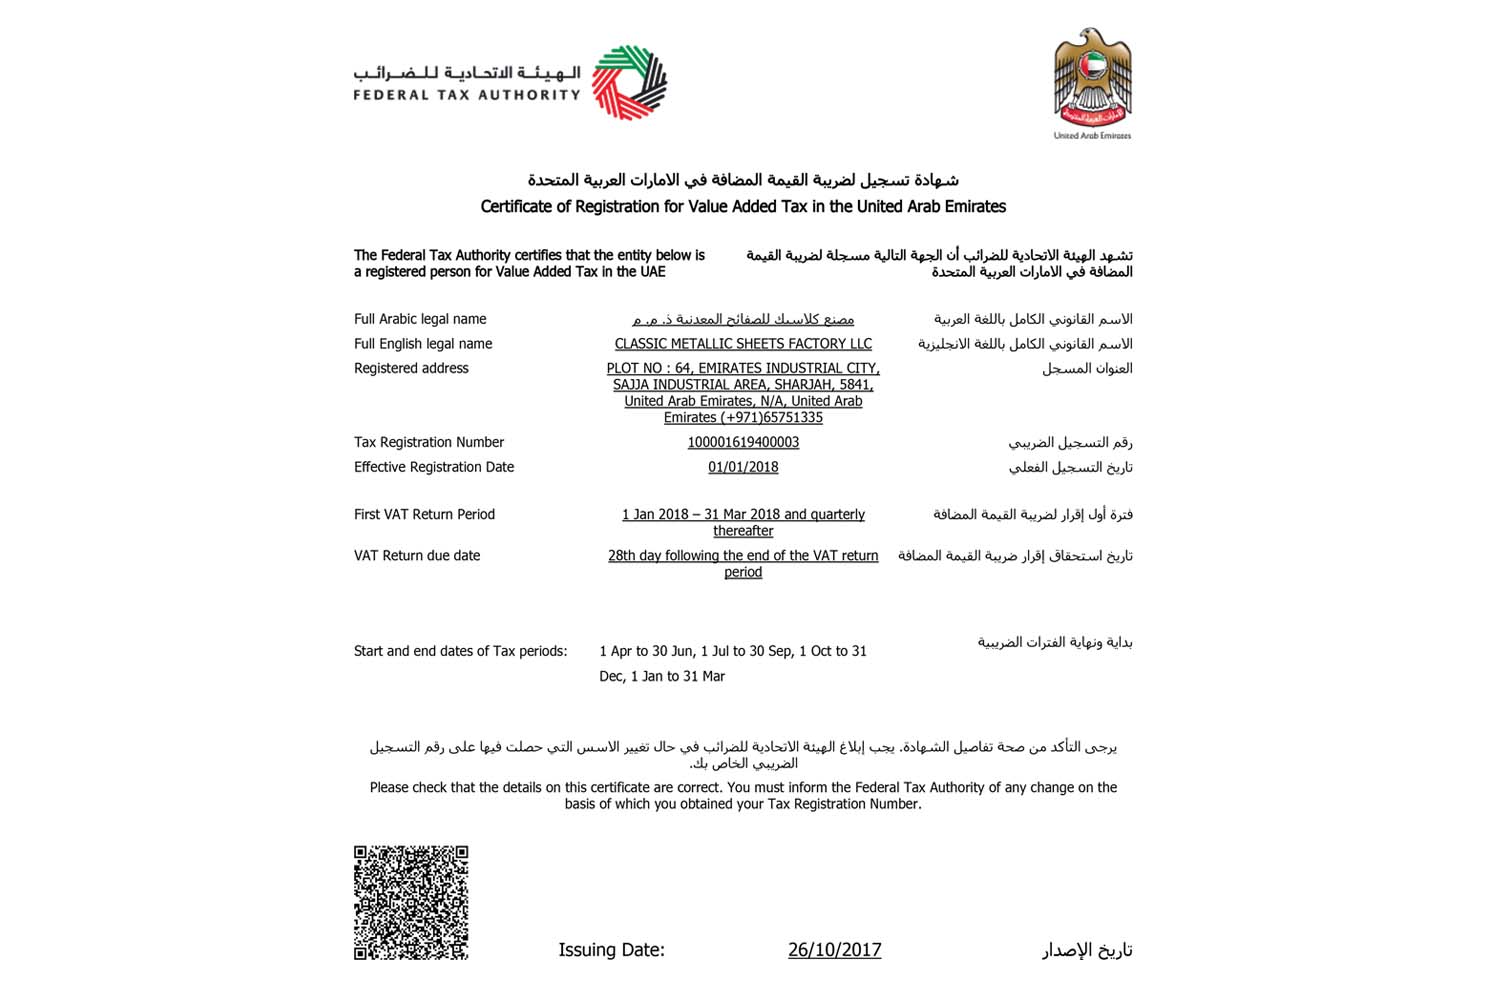 الهيئة الاتحادية للضرائب
FEDERAL TAX AUTHORITY
الإمارات العربية المتحدة
United Arab Emirates
شهادة تسجيل لضريبة القيمة المضافة في الامارات العربية المتحدة
Certificate of Registration for Value Added Tax in the United Arab Emirates
The Federal Tax Authority certifies that the entity below is
a registered person for Value Added Tax in the UAE
تشهد الهيئة الاتحادية للضرائب أن الجهة التالية مسجلة لضريبة القيمة
المضافة في الامارات العربية المتحدة
Full Arabic legal name مصنع كلاسيك للصفائح المعدنية ذ. م. م الاسم القانوني الكامل باللغة العربية
Full English legal name CLASSIC METALLIC SHEETS FACTORY LLC الاسم القانوني الكامل باللغة الانجليزية
Registered address PLOT NO : 64, EMIRATES INDUSTRIAL CITY, العنوان المسجل
SAJJA INDUSTRIAL AREA, SHARJAH, 5841,
United Arab Emirates, N/A, United Arab
Emirates (+971)65751335
Tax Registration Number 100001619400003 رقم التسجيل الضريبي
Effective Registration Date 01/01/2018 تاريخ التسجيل الفعلي
First VAT Return Period 1 Jan 2018 – 31 Mar 2018 and quarterly فترة أول إقرار لضريبة القيمة المضافة
thereafter
VAT Return due date 28th day following the end of the VAT return تاريخ استحقاق إقرار ضريبة القيمة المضافة
period
Start and end dates of Tax periods: 1 Apr to 30 Jun, 1 Jul to 30 Sep, 1 Oct to 31 بداية ونهاية الفترات الضريبية
Dec, 1 Jan to 31 Mar
يرجى التأكد من صحة تفاصيل الشهادة. يجب إبلاغ الهيئة الاتحادية للضرائب في حال تغيير الاسس التي حصلت فيها على رقم التسجيل
الضريبي الخاص بك.
Please check that the details on this certificate are correct. You must inform the Federal Tax Authority of any change on the
basis of which you obtained your Tax Registration Number.
Issuing Date: 26/10/2017 تاريخ الإصدار